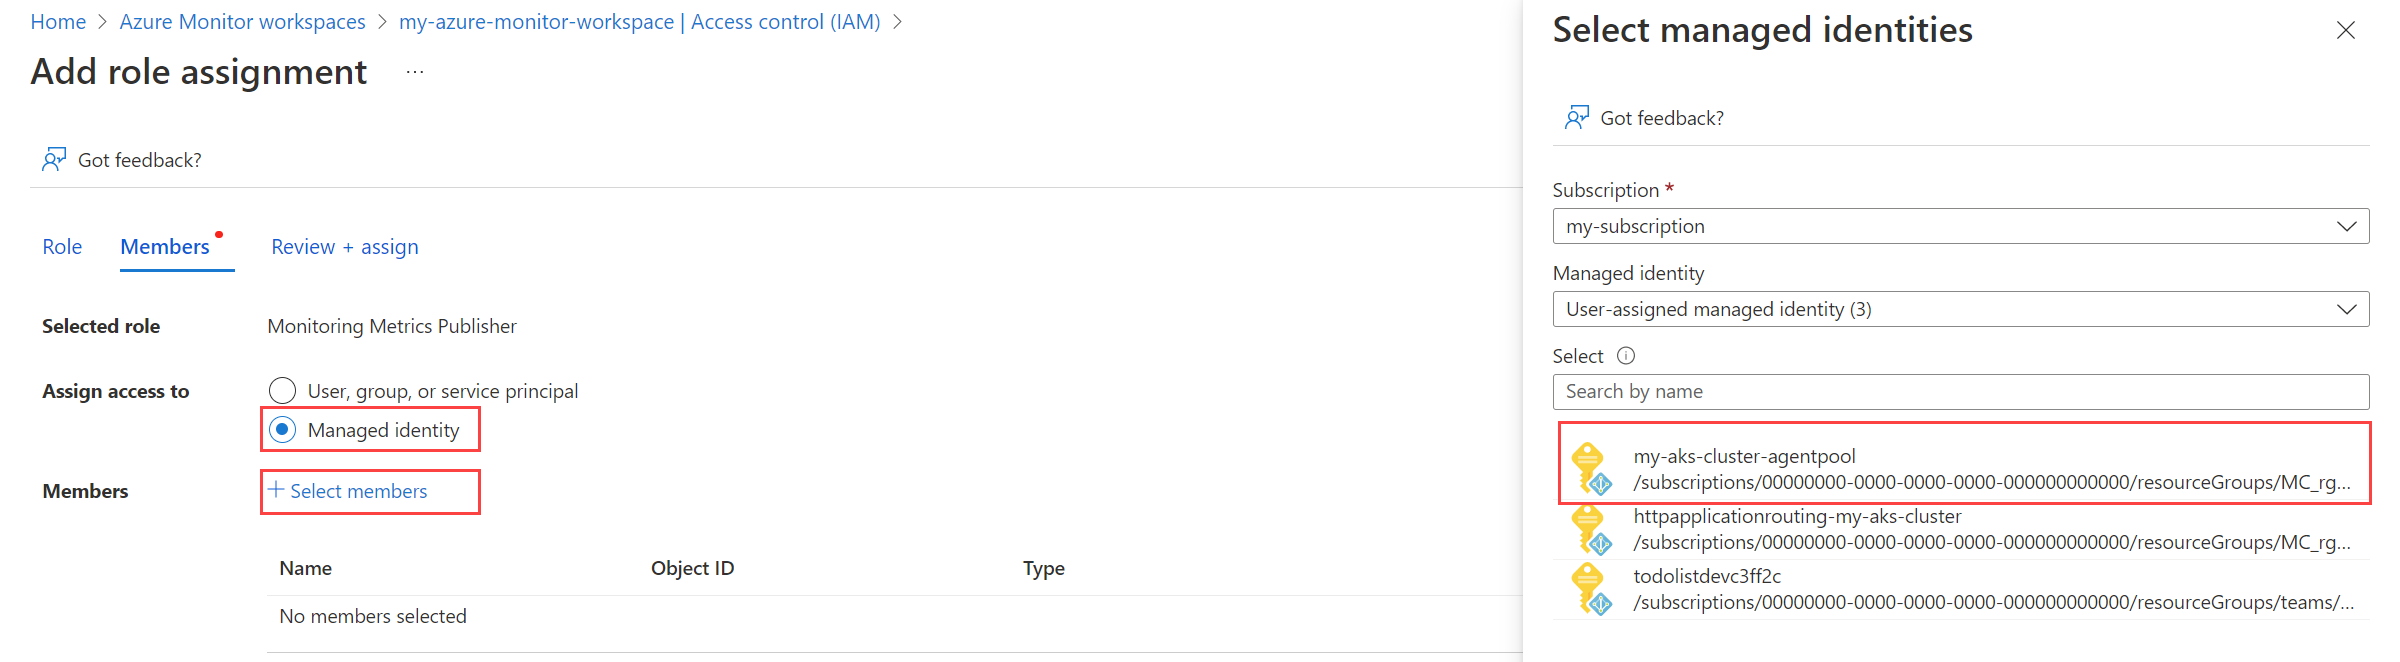 Home > Azure Monitor workspaces > my-azure-monitor-workspace | Access control (IAM) >
Add role assignment ...
Got feedback?
Role Members Review + assign
Selected role Monitoring Metrics Publisher
Assign access to User, group, or service principal
Managed identity
Members + Select members
Name Object ID Type
No members selected
Select managed identities
Got feedback?
Subscription *
my-subscription
Managed identity
User-assigned managed identity (3)
Select
Search by name
my-aks-cluster-agentpool
/subscriptions/00000000-0000-0000-0000-000000000000/resourceGroups/MC_rg...
httpapplicationrouting-my-aks-cluster
/subscriptions/00000000-0000-0000-0000-000000000000/resourceGroups/MC_rg...
todolistdevc3ff2c
/subscriptions/00000000-0000-0000-0000-000000000000/resourceGroups/teams/...